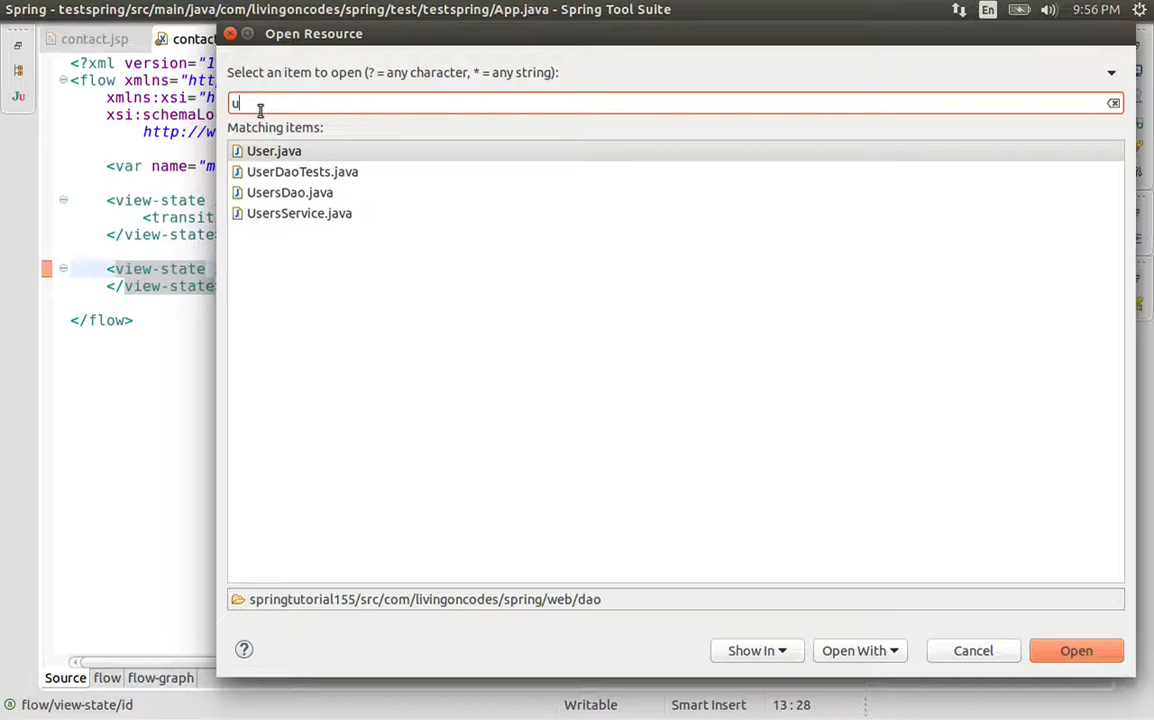 Spring - testspring/src/main/java/com/livingoncodes/spring/test/testspring/App.java - Spring Tool Suite
En
9:56 PM
contact.jsp
contact
Open Resource
<?xml version="1
<flow xmlns="ht
xmlns:xsi="h
xsi:schemaLo
http://w
<var name="m
<view-state
<transit
</view-state>
<view-state
</view-state>
</flow>
Ju
Select an item to open (? = any character, * = any string):
u
Matching items:
User.java
UserDaoTests.java
UsersDao.java
UsersService.java
springtutorial155/src/com/livingoncodes/spring/web/dao
?
Show In
Open With
Cancel
Open
Source
flow
flow-graph
flow/view-state/id
Writable
Smart Insert
13 : 28